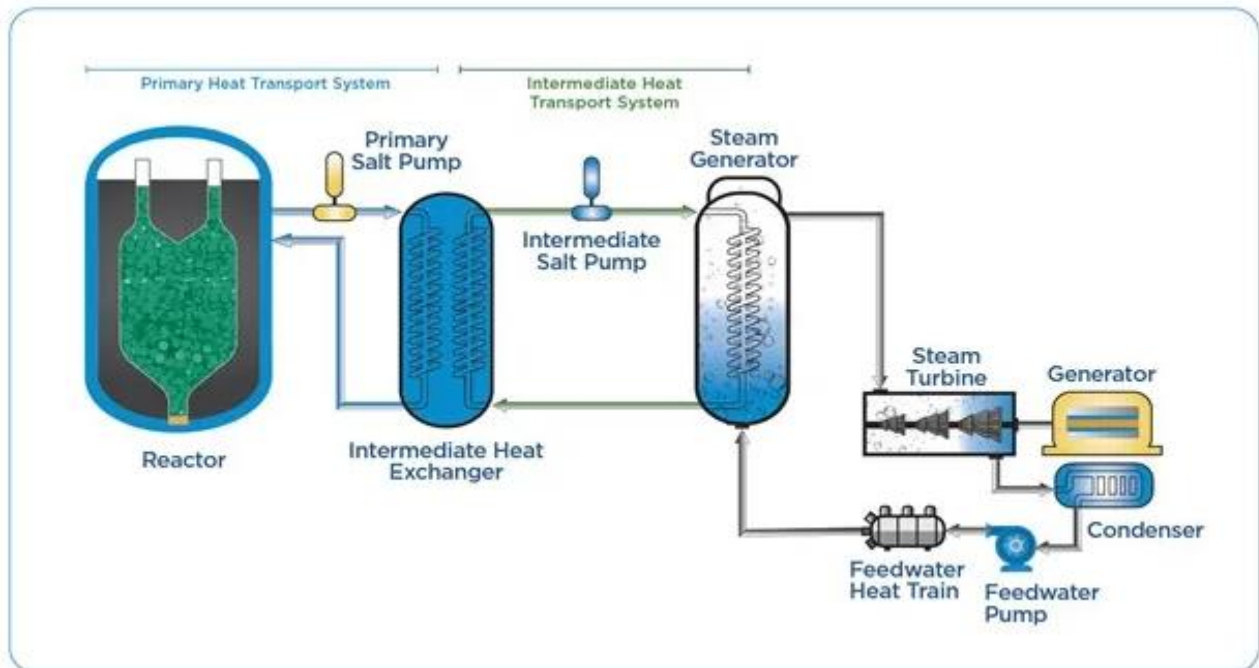 Primary Heat Transport System
Intermediate Heat
Transport System
Primary
Salt Pump
Steam
Generator
Intermediate
Salt Pump
Steam
Turbine
Generator
Reactor
Intermediate Heat
Exchanger
Condenser
Feedwater
Heat Train
Feedwater
Pump